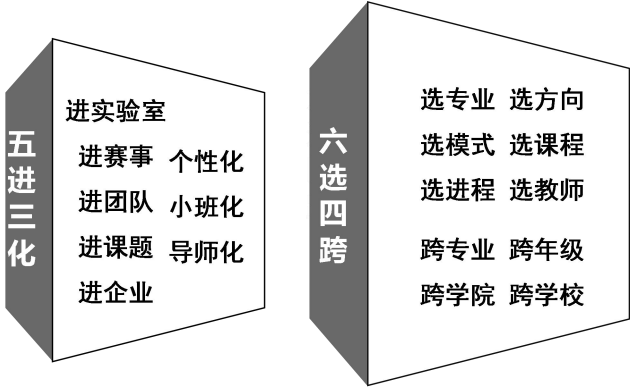 五进三化
进实验室
进赛事
进团队
进课题
进企业
个性化
小班化
导师化
六选四跨
选专业 选方向
选模式 选课程
选进程 选教师
跨专业 跨年级
跨学院 跨学校